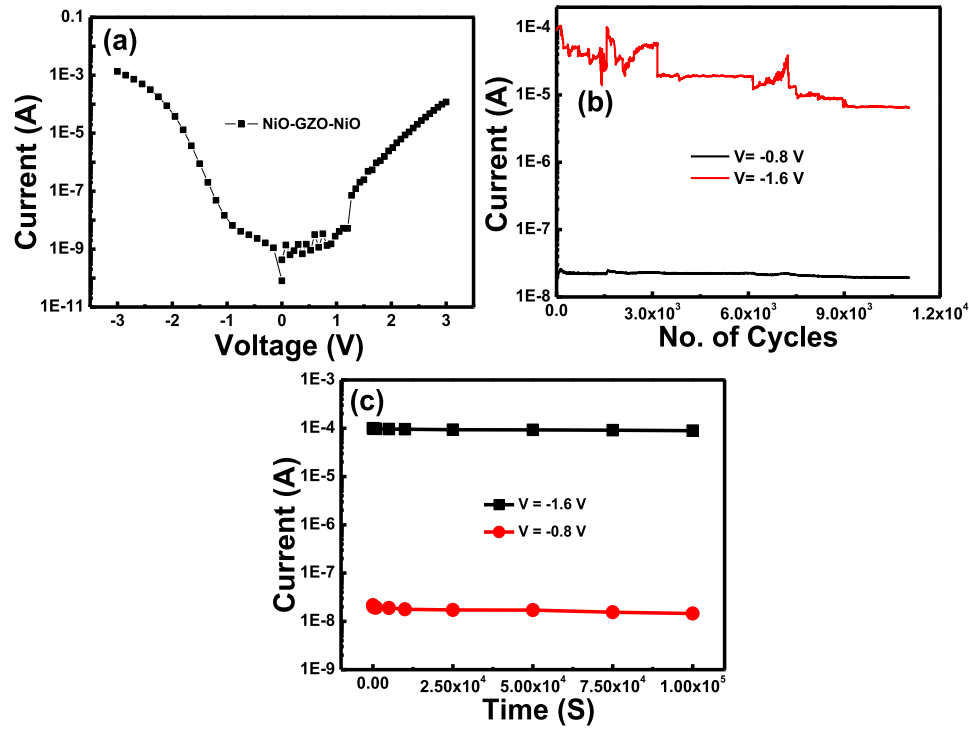 (a)
0.1
1E-3
1E-5
1E-7
1E-9
1E-11
Current (A)
NiO-GZO-NiO
-3 -2 -1 0 1 2 3
Voltage (V)
(b)
1E-4
1E-5
1E-6
1E-7
1E-8
Current (A)
V= -0.8 V
V= -1.6 V
0.0 3.0x10³ 6.0x10³ 9.0x10³ 1.2x10⁴
No. of Cycles
(c)
1E-3
1E-4
1E-5
1E-6
1E-7
1E-8
1E-9
Current (A)
V = -1.6 V
V = -0.8 V
0.00 2.50x10⁴ 5.00x10⁴ 7.50x10⁴ 1.00x10⁵
Time (S)